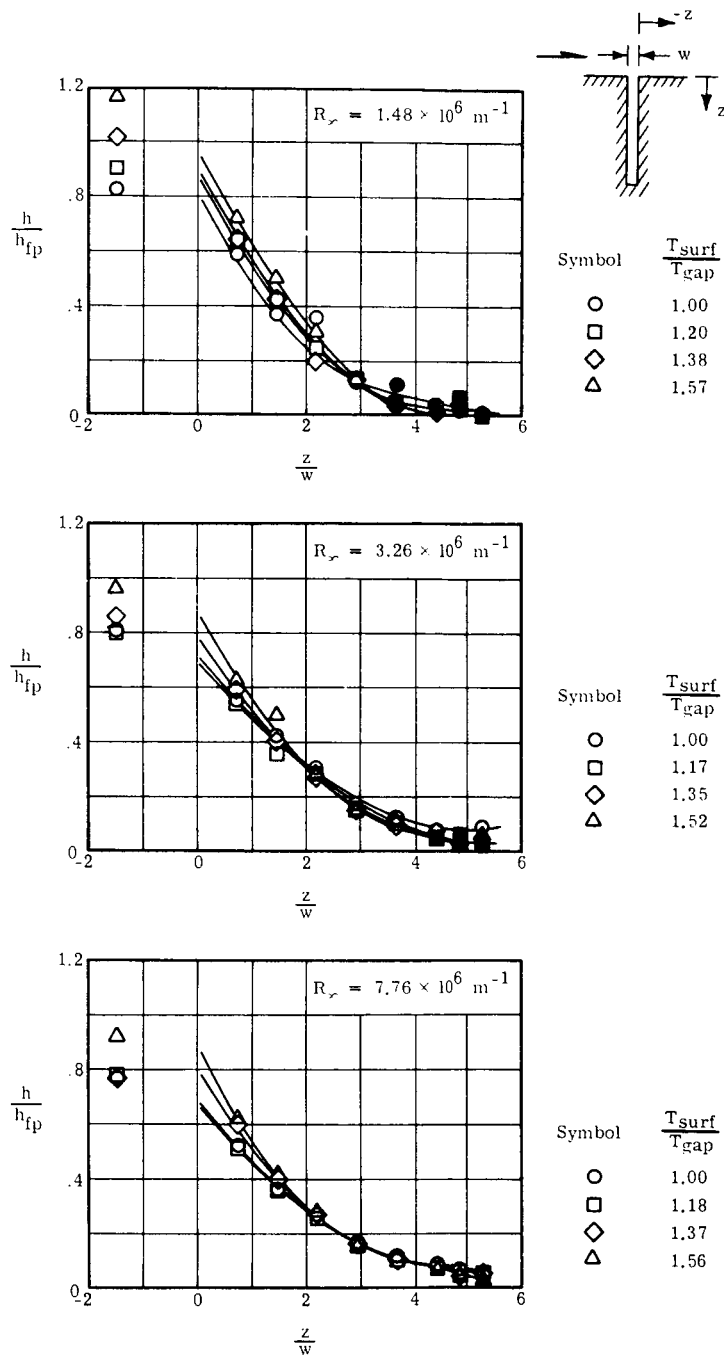 -z
w
z
1.2
.8
.4
0
h
h_fp
R_∞ = 1.48 × 10^6 m^-1
-2 0 2 4 6
z
w
Symbol T_surf
T_gap
○ 1.00
□ 1.20
◇ 1.38
△ 1.57
1.2
.8
.4
0
h
h_fp
R_∞ = 3.26 × 10^6 m^-1
-2 0 2 4 6
z
w
Symbol T_surf
T_gap
○ 1.00
□ 1.17
◇ 1.35
△ 1.52
1.2
.8
.4
0
h
h_fp
R_∞ = 7.76 × 10^6 m^-1
-2 0 2 4 6
z
w
Symbol T_surf
T_gap
○ 1.00
□ 1.18
◇ 1.37
△ 1.56